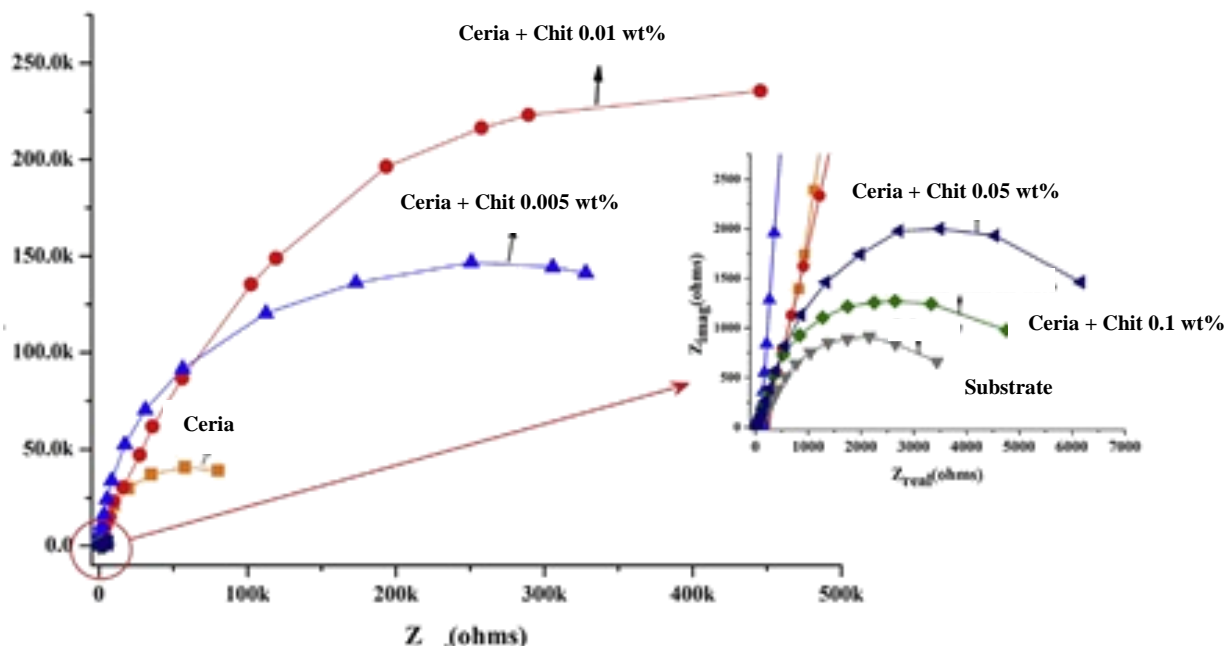 Ceria + Chit 0.01 wt%
250.0k
200.0k
Ceria + Chit 0.005 wt%
150.0k
100.0k
Ceria
50.0k
0.0
0
100k
200k
300k
400k
500k
Z (ohms)
2500
Ceria + Chit 0.05 wt%
2000
1500
Zimag(ohms)
1000
Ceria + Chit 0.1 wt%
500
Substrate
0
0
1000
2000
3000
4000
5000
6000
7000
Zreal(ohms)